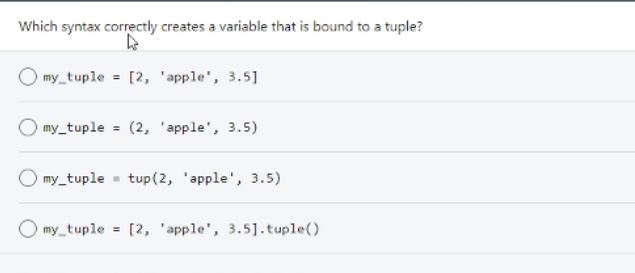 Which syntax correctly creates a variable that is bound to a tuple?
my_tuple = [2, 'apple', 3.5]
my_tuple = (2, 'apple', 3.5)
my_tuple = tup(2, 'apple', 3.5)
my_tuple = [2, 'apple', 3.5].tuple()